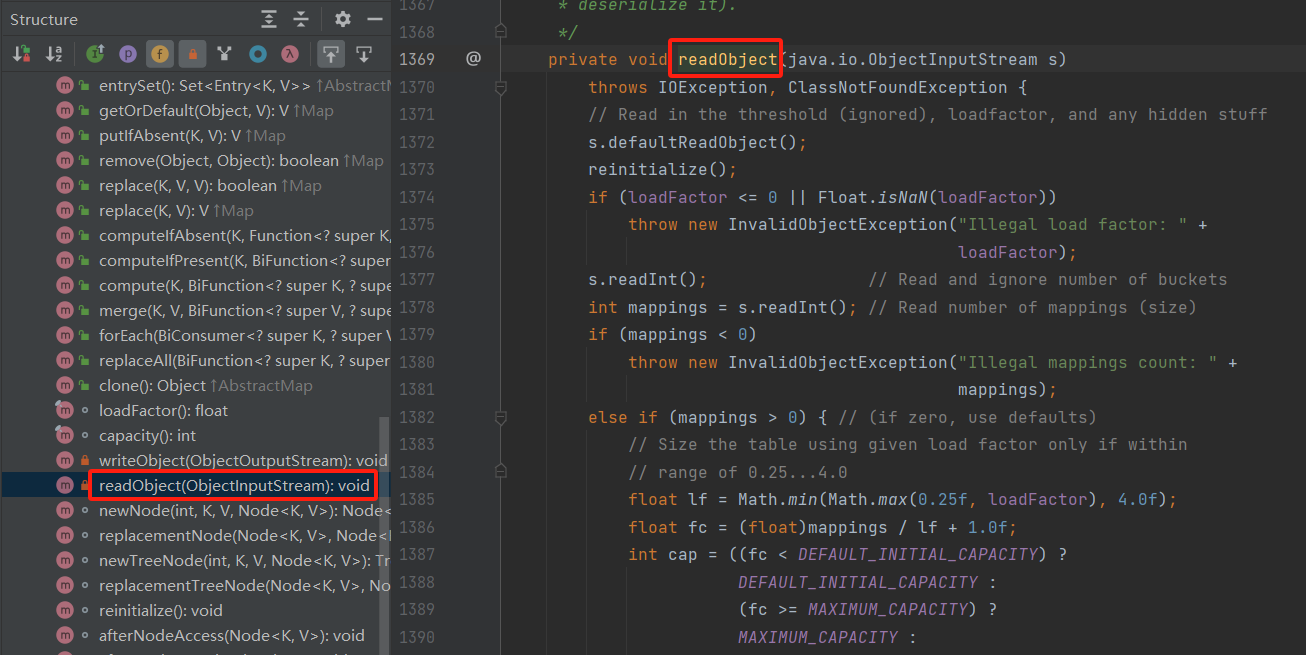 Structure
entrySet(): Set<Entry<K, V>> ↑AbstractM
getOrDefault(Object, V): V ↑Map
putIfAbsent(K, V): V ↑Map
remove(Object, Object): boolean ↑Map
replace(K, V, V): boolean ↑Map
replace(K, V): V ↑Map
computeIfAbsent(K, Function<? super K,
computeIfPresent(K, BiFunction<? super
compute(K, BiFunction<? super K, ? supe
merge(K, V, BiFunction<? super V, ? supe
forEach(BiConsumer<? super K, ? super
replaceAll(BiFunction<? super K, ? super
clone(): Object ↑AbstractMap
loadFactor(): float
capacity(): int
writeObject(ObjectOutputStream): void
readObject(ObjectInputStream): void
newNode(int, K, V, Node<K, V>): Node<
replacementNode(Node<K, V>, Node<
newTreeNode(int, K, V, Node<K, V>): Tr
replacementTreeNode(Node<K, V>, No
reinitialize(): void
afterNodeAccess(Node<K, V>): void
1367 * deserialize it).
1368 */
1369 @ private void readObject(java.io.ObjectInputStream s)
1370 throws IOException, ClassNotFoundException {
1371 // Read in the threshold (ignored), loadfactor, and any hidden stuff
1372 s.defaultReadObject();
1373 reinitialize();
1374 if (loadFactor <= 0 || Float.isNaN(loadFactor))
1375 throw new InvalidObjectException("Illegal load factor: " +
1376 loadFactor);
1377 s.readInt(); // Read and ignore number of buckets
1378 int mappings = s.readInt(); // Read number of mappings (size)
1379 if (mappings < 0)
1380 throw new InvalidObjectException("Illegal mappings count: " +
1381 mappings);
1382 else if (mappings > 0) { // (if zero, use defaults)
1383 // Size the table using given load factor only if within
1384 // range of 0.25...4.0
1385 float lf = Math.min(Math.max(0.25f, loadFactor), 4.0f);
1386 float fc = (float)mappings / lf + 1.0f;
1387 int cap = ((fc < DEFAULT_INITIAL_CAPACITY) ?
1388 DEFAULT_INITIAL_CAPACITY :
1389 (fc >= MAXIMUM_CAPACITY) ?
1390 MAXIMUM_CAPACITY :